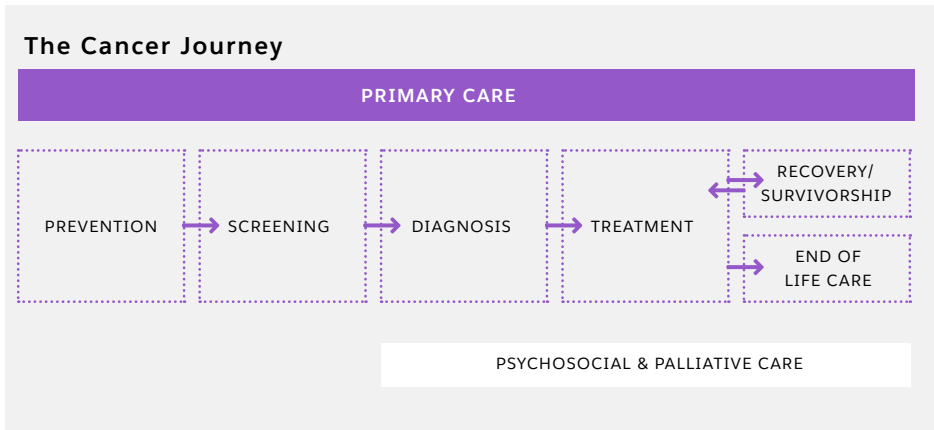 The Cancer Journey
PRIMARY CARE
PREVENTION
SCREENING
DIAGNOSIS
TREATMENT
RECOVERY/
SURVIVORSHIP
END OF
LIFE CARE
PSYCHOSOCIAL & PALLIATIVE CARE